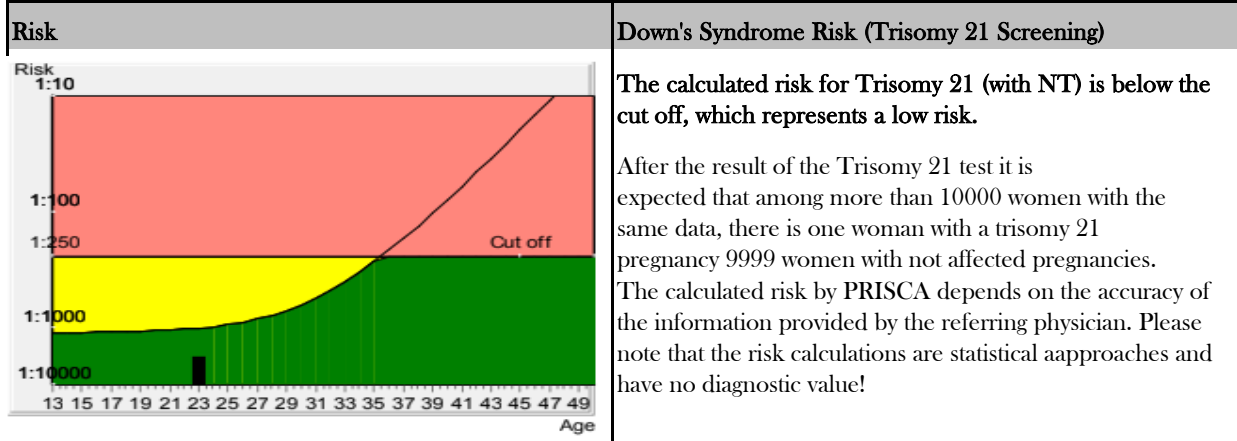 Risk
Risk
1:10
1:100
1:250
Cut off
1:1000
1:10000
13 15 17 19 21 23 25 27 29 31 33 35 37 39 41 43 45 47 49
Age
Down's Syndrome Risk (Trisomy 21 Screening)
The calculated risk for Trisomy 21 (with NT) is below the
cut off, which represents a low risk.
After the result of the Trisomy 21 test it is
expected that among more than 10000 women with the
same data, there is one woman with a trisomy 21
pregnancy 9999 women with not affected pregnancies.
The calculated risk by PRISCA depends on the accuracy of
the information provided by the referring physician. Please
note that the risk calculations are statistical aapproaches and
have no diagnostic value!